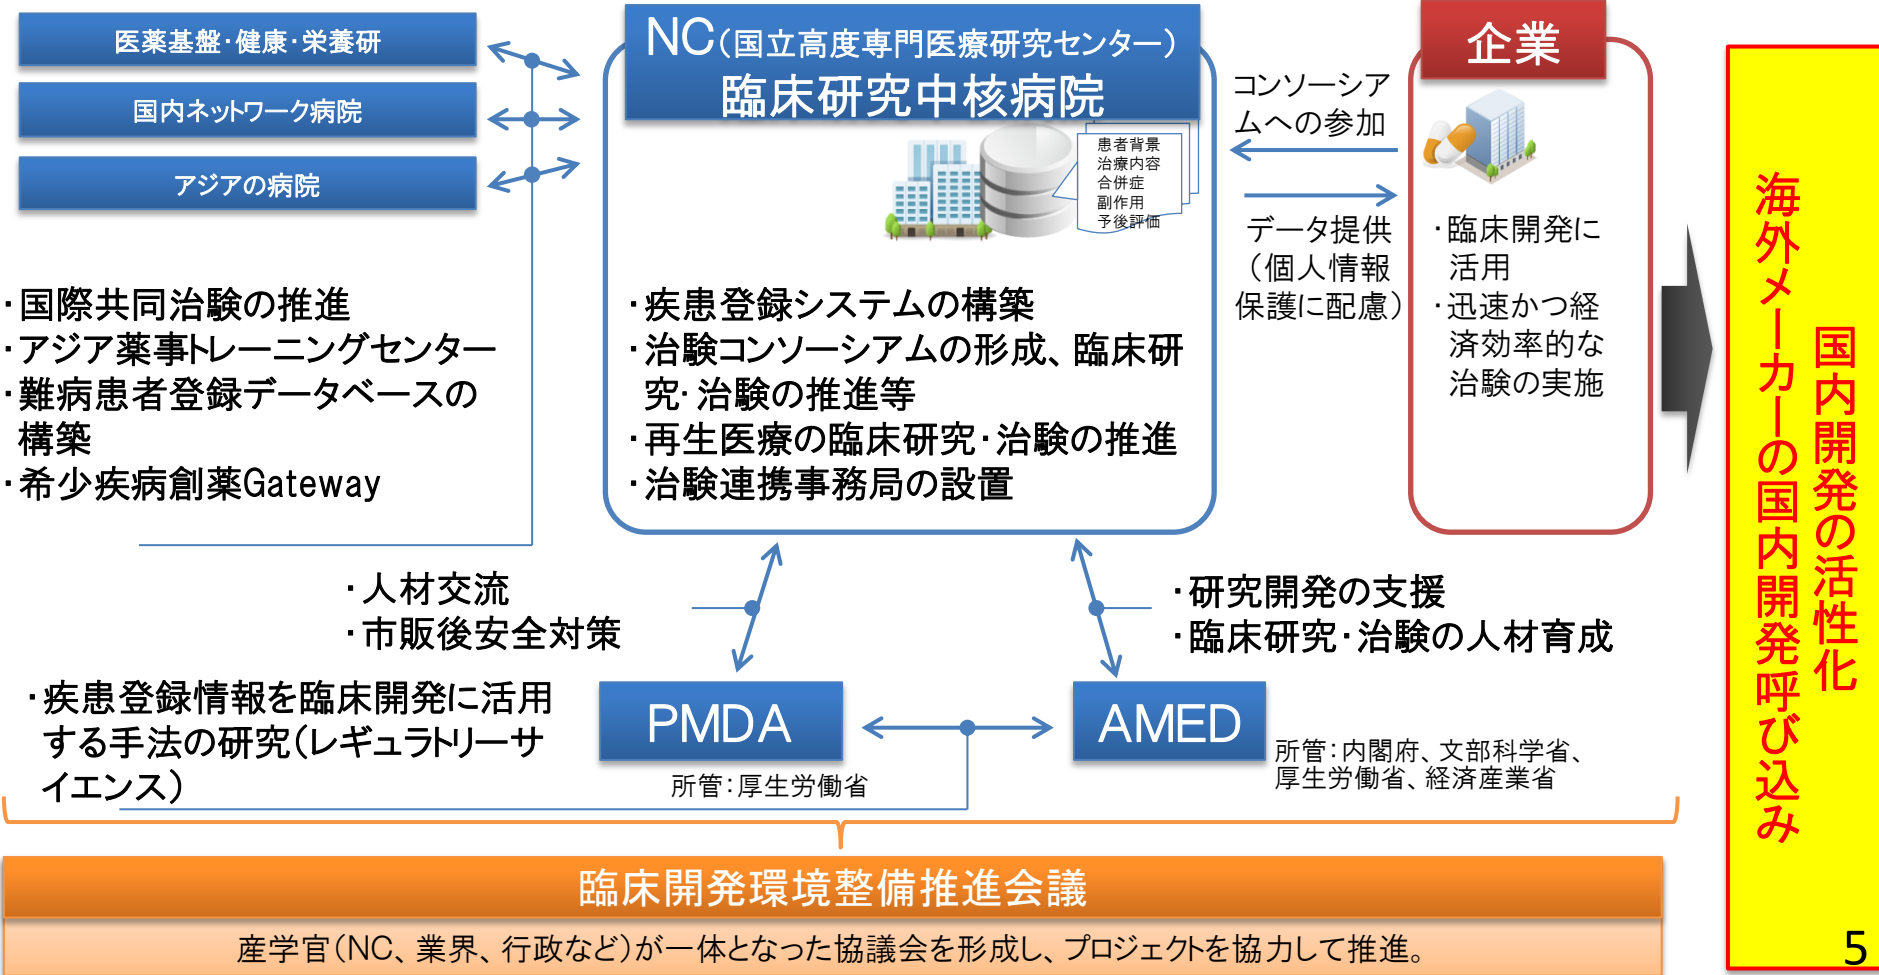 医薬基盤・健康・栄養研
国内ネットワーク病院
アジアの病院
・国際共同治験の推進
・アジア薬事トレーニングセンター
・難病患者登録データベースの
構築
・希少疾病創薬Gateway
NC(国立高度専門医療研究センター)
臨床研究中核病院
患者背景
治療内容
合併症
副作用
予後評価
・疾患登録システムの構築
・治験コンソーシアムの形成、臨床研
究・治験の推進等
・再生医療の臨床研究・治験の推進
・治験連携事務局の設置
コンソーシア
ムへの参加
データ提供
(個人情報
保護に配慮)
企業
・臨床開発に
活用
・迅速かつ経
済効率的な
治験の実施
国内開発の活性化
海外メーカーの国内開発呼び込み
・人材交流
・市販後安全対策
・研究開発の支援
・臨床研究・治験の人材育成
・疾患登録情報を臨床開発に活用
する手法の研究(レギュラトリーサ
イエンス)
PMDA
所管:厚生労働省
AMED
所管:内閣府、文部科学省、
厚生労働省、経済産業省
臨床開発環境整備推進会議
産学官(NC、業界、行政など)が一体となった協議会を形成し、プロジェクトを協力して推進。
5